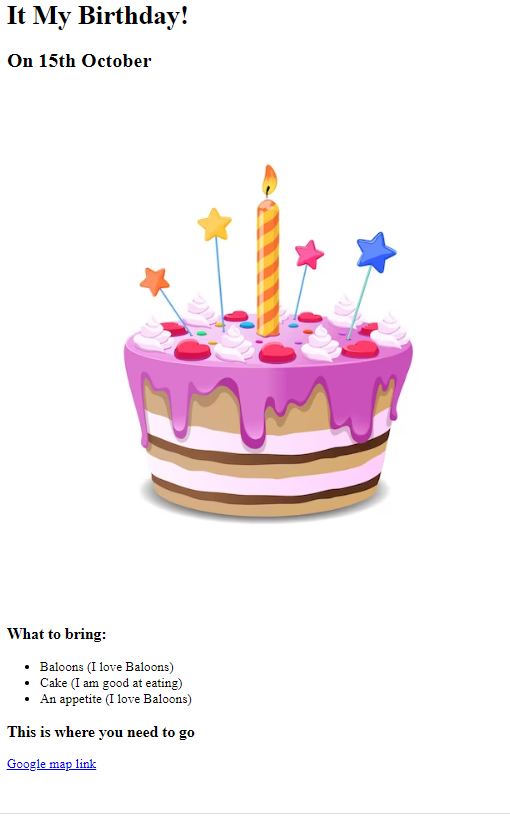 It My Birthday!
On 15th October
What to bring:
Baloons (I love Baloons)
Cake (I am good at eating)
An appetite (I love Baloons)
This is where you need to go
Google map link